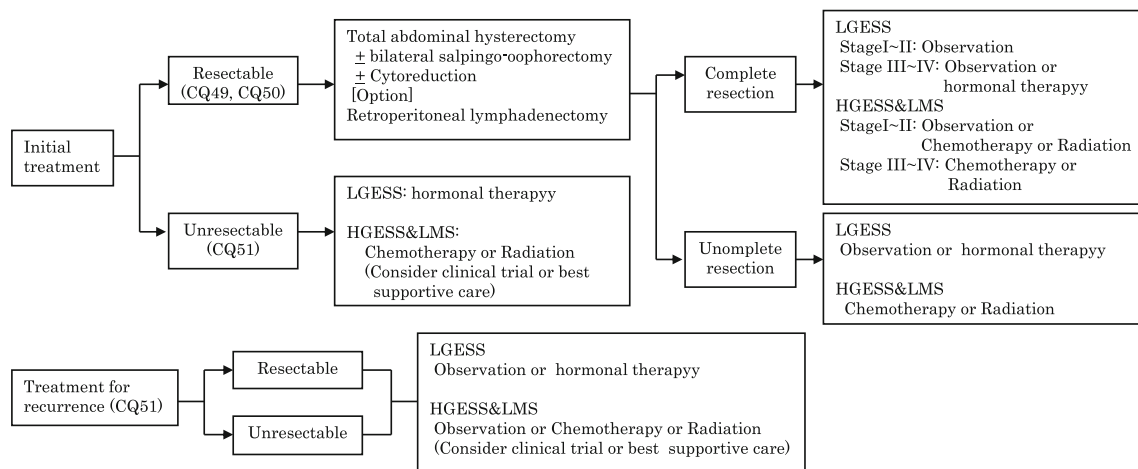 Initial
treatment
Resectable
(CQ49, CQ50)
Total abdominal hysterectomy
± bilateral salpingo-oophorectomy
± Cytoreduction
[Option]
Retroperitoneal lymphadenectomy
Complete
resection
LGESS
StageI~II: Observation
Stage III~IV: Observation or
hormonal therapyy
HGESS&LMS
StageI~II: Observation or
Chemotherapy or Radiation
Stage III~IV: Chemotherapy or
Radiation
Unresectable
(CQ51)
LGESS: hormonal therapyy
HGESS&LMS:
Chemotherapy or Radiation
(Consider clinical trial or best
supportive care)
Unomplete
resection
LGESS
Observation or hormonal therapyy
HGESS&LMS
Chemotherapy or Radiation
Treatment for
recurrence (CQ51)
Resectable
Unresectable
LGESS
Observation or hormonal therapyy
HGESS&LMS
Observation or Chemotherapy or Radiation
(Consider clinical trial or best supportive care)